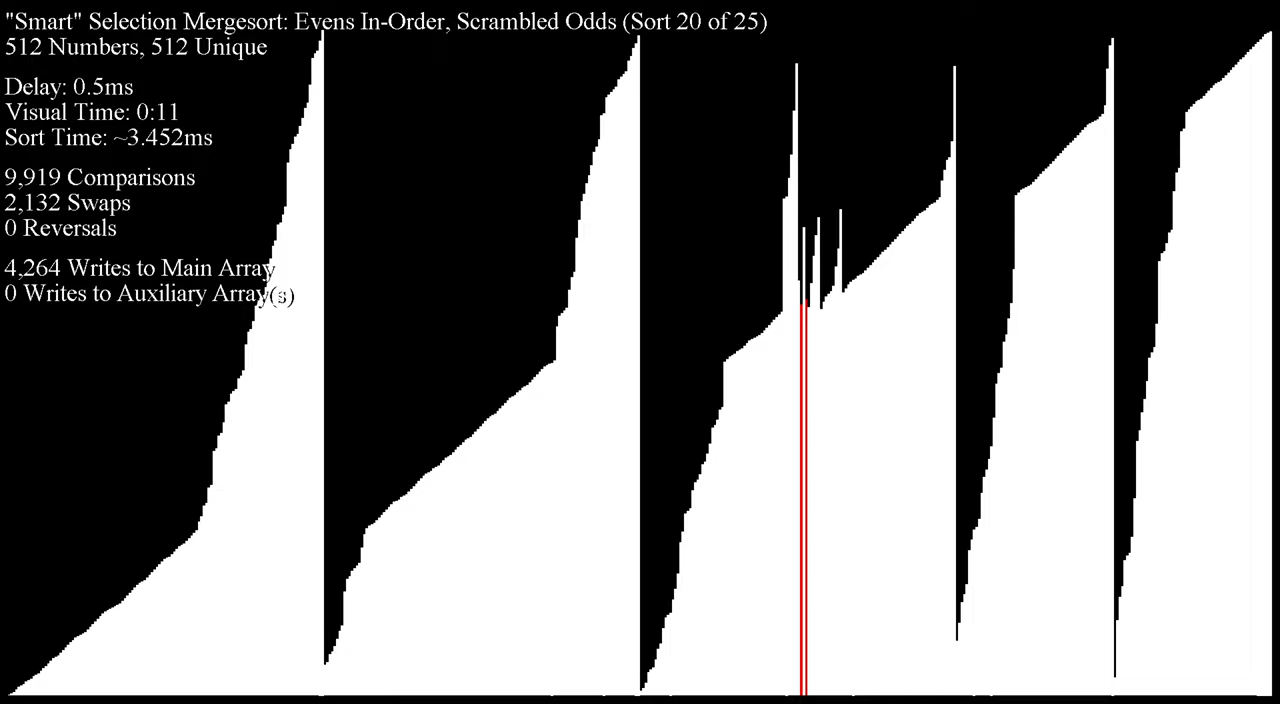 "Smart" Selection Mergesort: Evens In-Order, Scrambled Odds (Sort 20 of 25)
512 Numbers, 512 Unique
Delay: 0.5ms
Visual Time: 0:11
Sort Time: ~3.452ms
9,919 Comparisons
2,132 Swaps
0 Reversals
4,264 Writes to Main Array
0 Writes to Auxiliary Array(s)